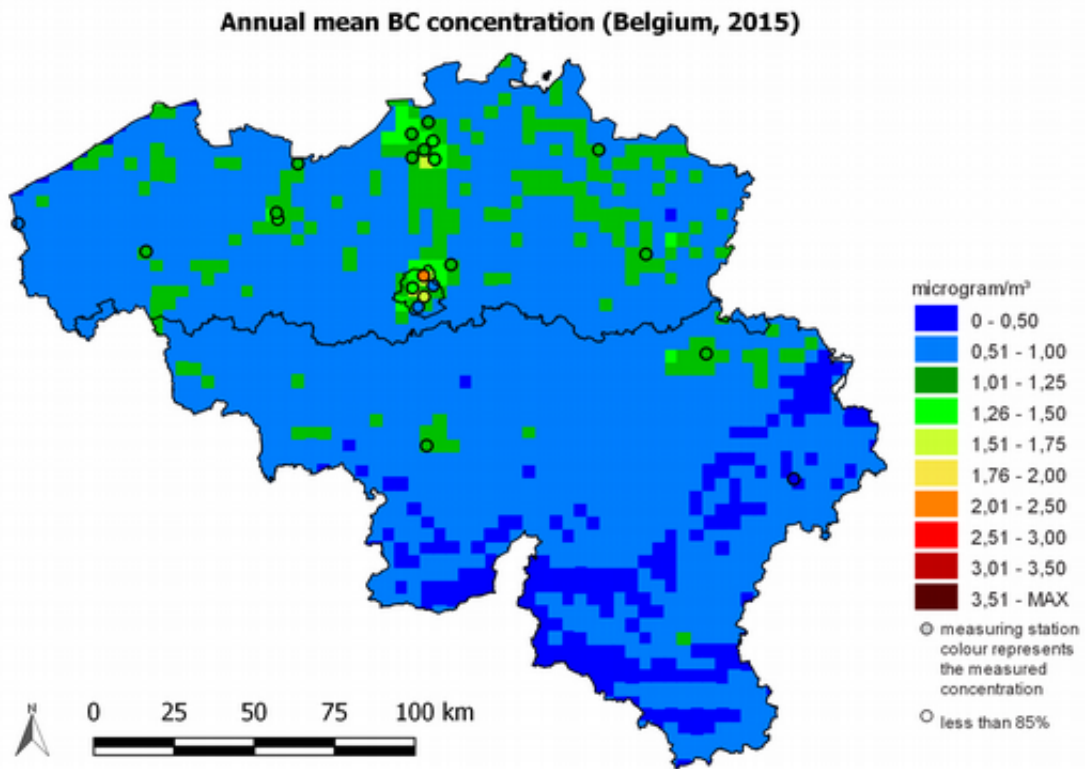 Annual mean BC concentration (Belgium, 2015)
microgram/m³
0 - 0,50
0,51 - 1,00
1,01 - 1,25
1,26 - 1,50
1,51 - 1,75
1,76 - 2,00
2,01 - 2,50
2,51 - 3,00
3,01 - 3,50
3,51 - MAX
measuring station
colour represents
the measured
concentration
less than 85%
N
0 25 50 75 100 km